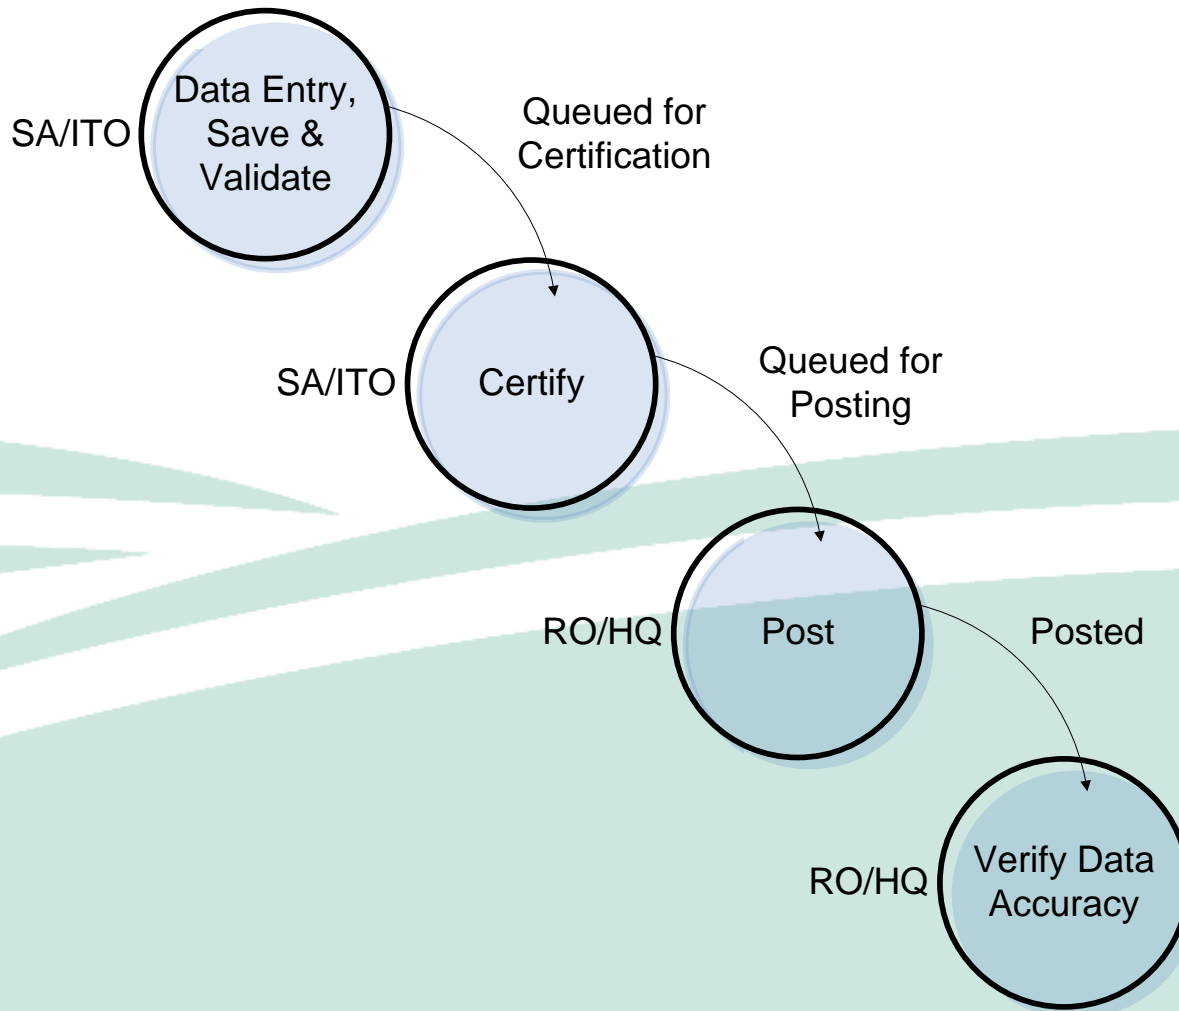 SA/ITO
Data Entry,
Save &
Validate
Queued for
Certification
SA/ITO
Certify
Queued for
Posting
RO/HQ
Post
Posted
RO/HQ
Verify Data
Accuracy